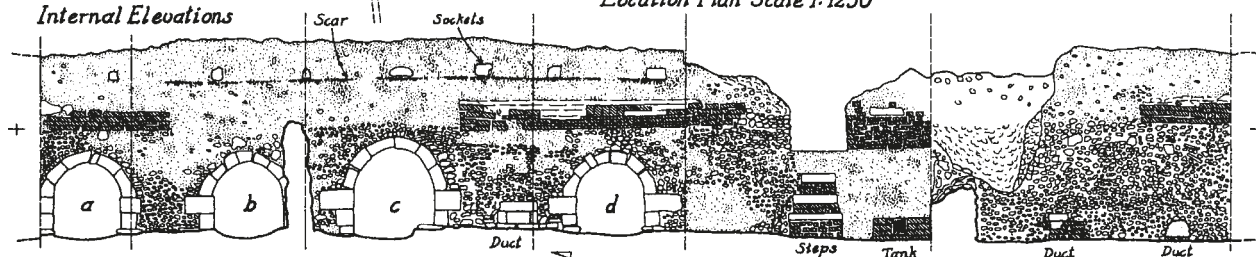 Internal Elevations
Location Plan Scale 1:1250
Scar
Sockets
a
b
c
d
Duct
Steps
Tank
Duct
Duct